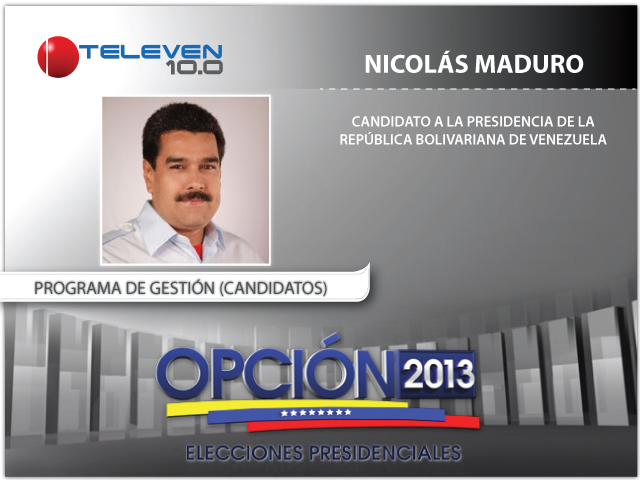 TELEVEN
10.0
NICOLÁS MADURO
CANDIDATO A LA PRESIDENCIA DE LA
REPÚBLICA BOLIVARIANA DE VENEZUELA
PROGRAMA DE GESTIÓN (CANDIDATOS)
OPCIÓN 2013
ELECCIONES PRESIDENCIALES